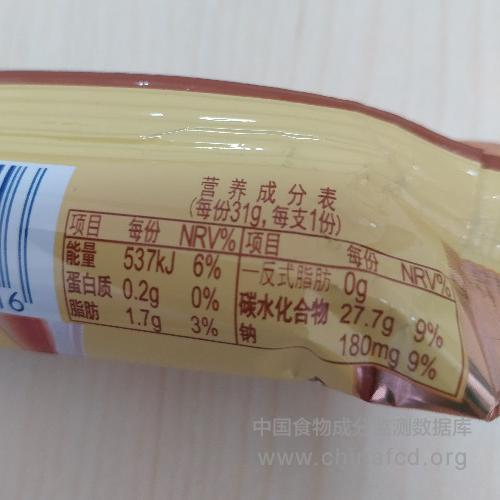 营养成分表
(每份31g, 每支1份)
项目 每份 NRV%
能量 537kJ 6%
蛋白质 0.2g 0%
脂肪 1.7g 3%
项目 每份 NRV%
—反式脂肪 0g
碳水化合物 27.7g 9%
钠 180mg 9%
中国食物成分监测数据库
www.chinafcd.org